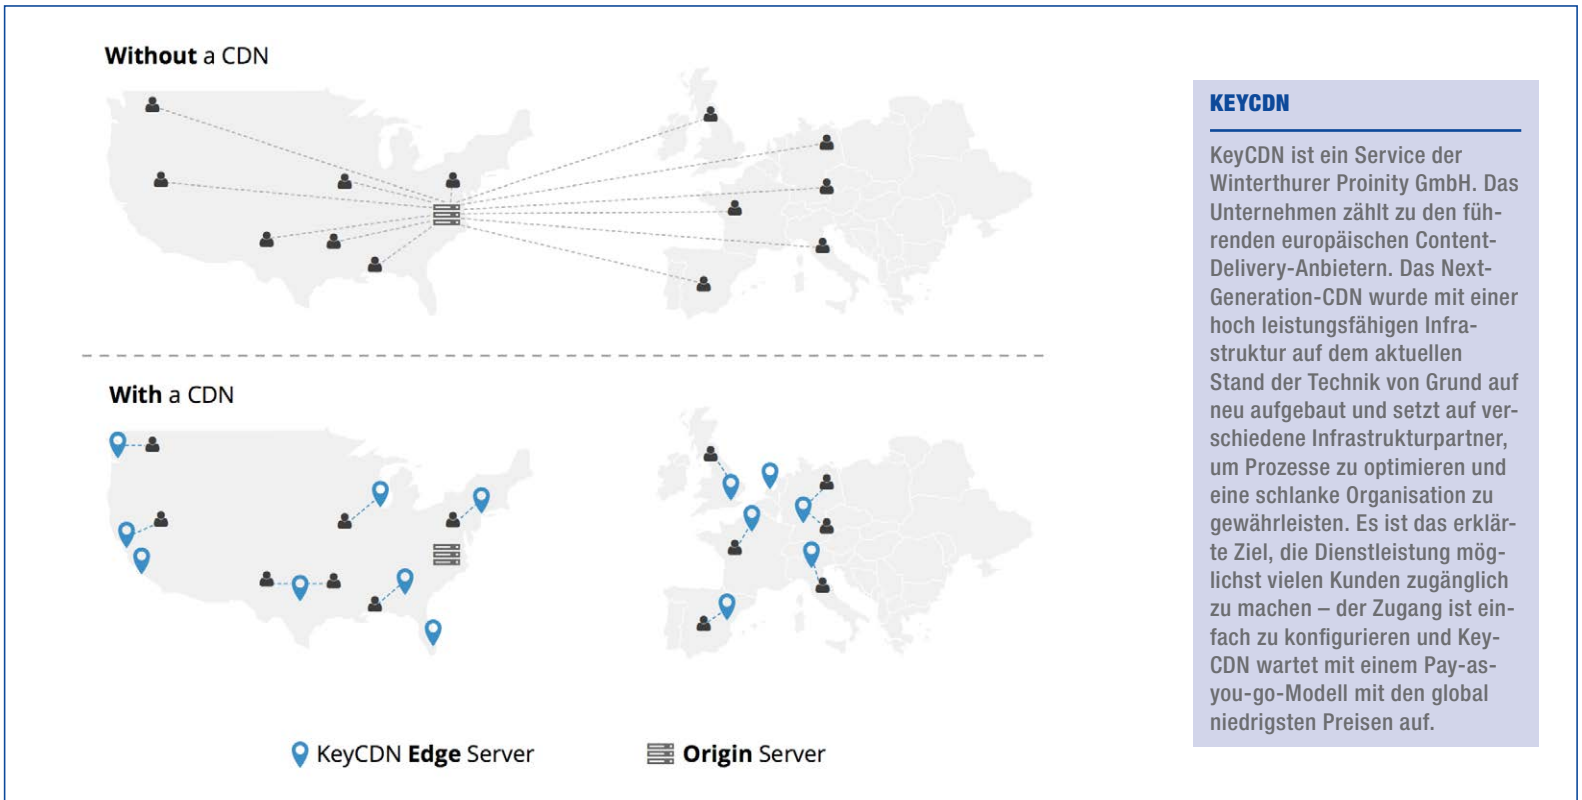 Without a CDN
With a CDN
KeyCDN Edge Server
Origin Server
KEYCDN
KeyCDN ist ein Service der
Winterthurer Proinity GmbH. Das
Unternehmen zählt zu den füh-
renden europäischen Content-
Delivery-Anbietern. Das Next-
Generation-CDN wurde mit einer
hoch leistungsfähigen Infra-
struktur auf dem aktuellen
Stand der Technik von Grund auf
neu aufgebaut und setzt auf ver-
schiedene Infrastrukturpartner,
um Prozesse zu optimieren und
eine schlanke Organisation zu
gewährleisten. Es ist das erklär-
te Ziel, die Dienstleistung mög-
lichst vielen Kunden zugänglich
zu machen – der Zugang ist ein-
fach zu konfigurieren und Key-
CDN wartet mit einem Pay-as-
you-go-Modell mit den global
niedrigsten Preisen auf.